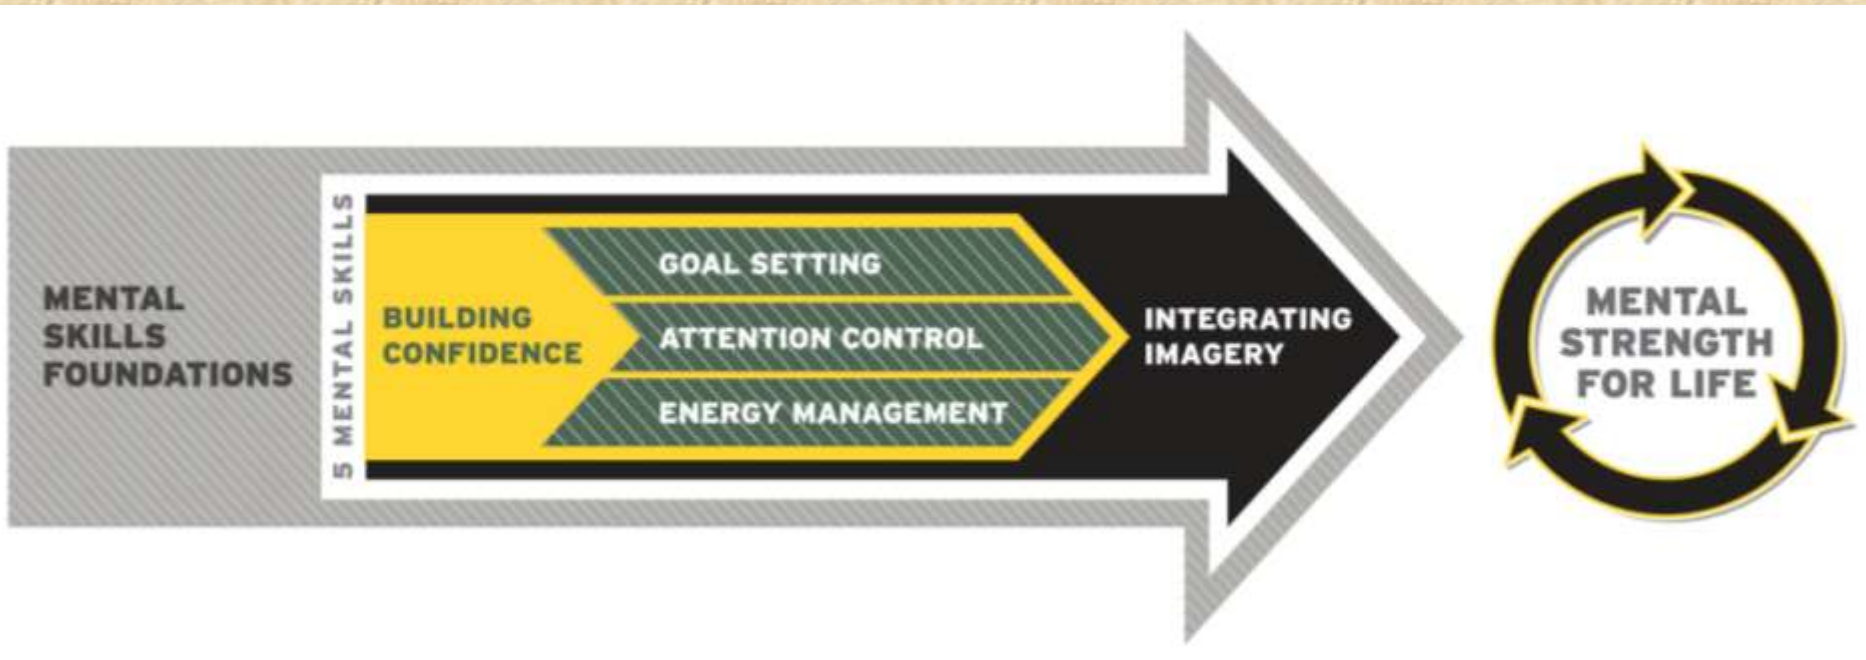 MENTAL
SKILLS
FOUNDATIONS
5 MENTAL SKILLS
BUILDING
CONFIDENCE
GOAL SETTING
ATTENTION CONTROL
ENERGY MANAGEMENT
INTEGRATING
IMAGERY
MENTAL
STRENGTH
FOR LIFE